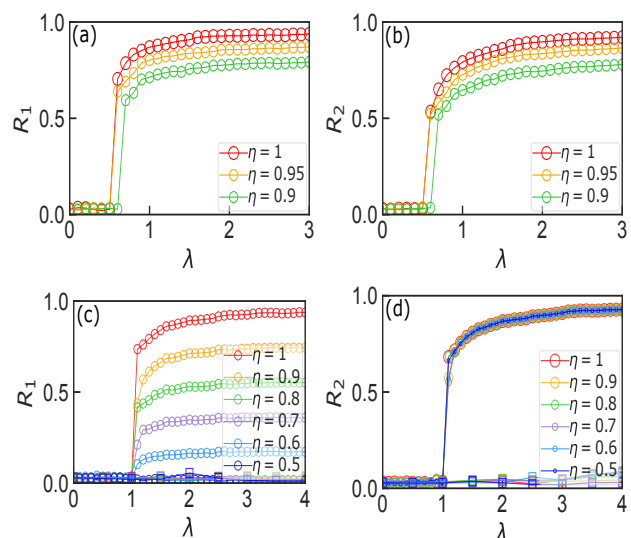 (a)
1.0
0.5
0.0
R1
η = 1
η = 0.95
η = 0.9
0 1 2 3
λ
(b)
1.0
0.5
0.0
R2
η = 1
η = 0.95
η = 0.9
0 1 2 3
λ
(c)
1.0
0.5
0.0
R1
η = 1
η = 0.9
η = 0.8
η = 0.7
η = 0.6
η = 0.5
0 1 2 3 4
λ
(d)
1.0
0.5
0.0
R2
η = 1
η = 0.9
η = 0.8
η = 0.7
η = 0.6
η = 0.5
0 1 2 3 4
λ